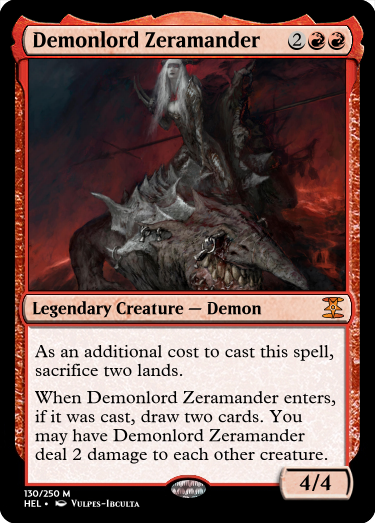 Demonlord Zeramander 2
Legendary Creature — Demon
As an additional cost to cast this spell,
sacrifice two lands.
When Demonlord Zeramander enters,
if it was cast, draw two cards. You
may have Demonlord Zeramander
deal 2 damage to each other creature.
4/4
130/250 M
HEL • Vulpes-Ibculta